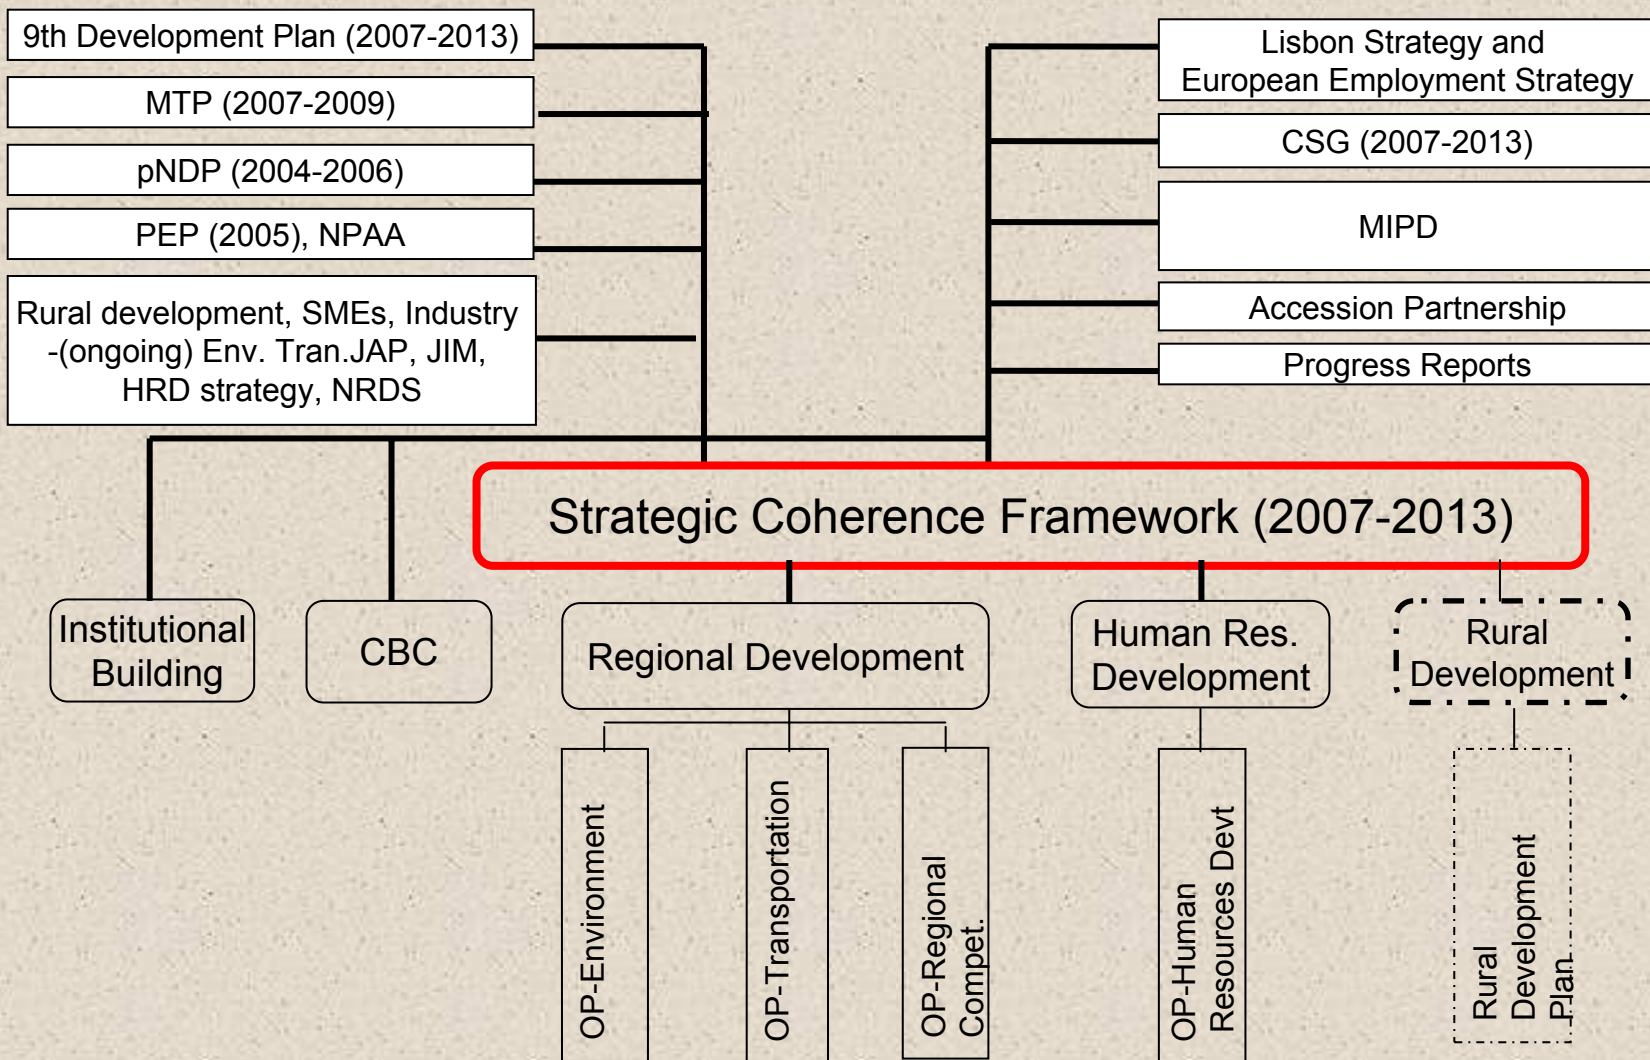 9th Development Plan (2007-2013)
MTP (2007-2009)
pNDP (2004-2006)
PEP (2005), NPAA
Rural development, SMEs, Industry
-(ongoing) Env. Tran.JAP, JIM,
HRD strategy, NRDS
Lisbon Strategy and
European Employment Strategy
CSG (2007-2013)
MIPD
Accession Partnership
Progress Reports
Strategic Coherence Framework (2007-2013)
Institutional
Building
CBC
Regional Development
Human Res.
Development
Rural
Development
OP-Environment
OP-Transportation
OP-Regional
Compet.
OP-Human
Resources Devt
Rural
Development
Plan